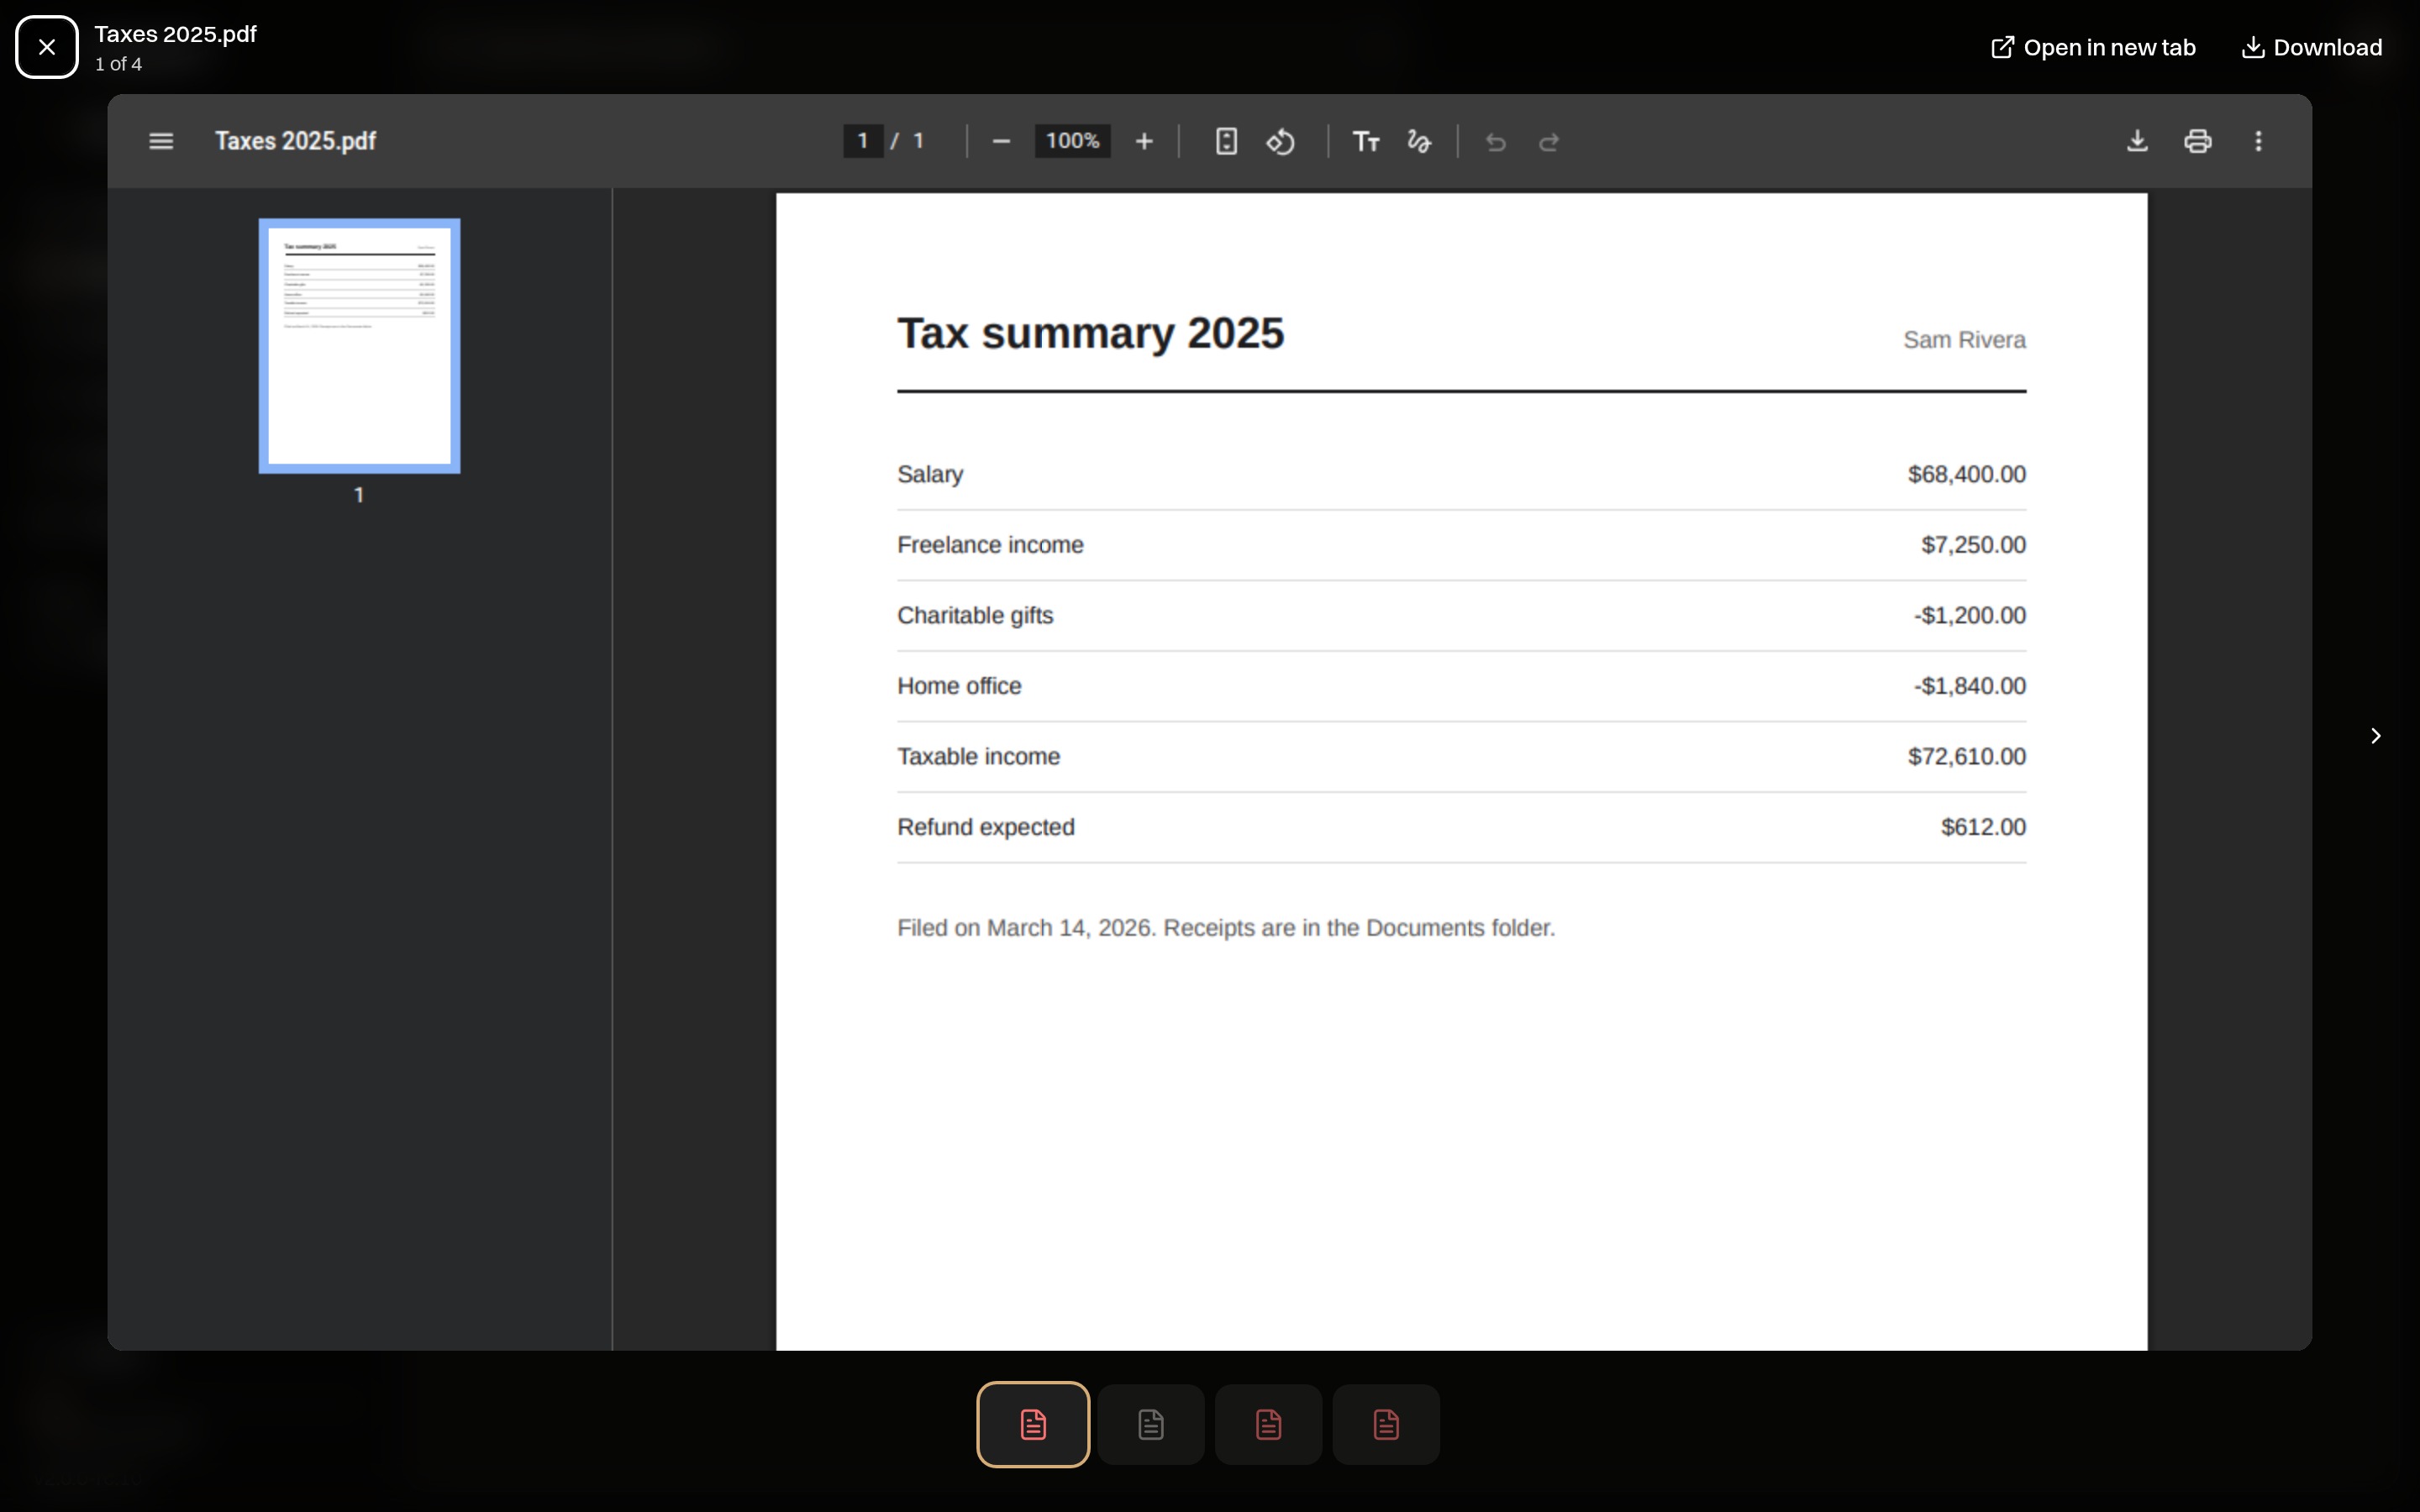 Taxes 2025.pdf
1 of 4
Open in new tab
Download
Taxes 2025.pdf
1 / 1
100%
Tax summary 2025
Sam Rivera
1
Salary $68,400.00
Freelance income $7,250.00
Charitable gifts -$1,200.00
Home office -$1,840.00
Taxable income $72,610.00
Refund expected $612.00
Filed on March 14, 2026. Receipts are in the Documents folder.